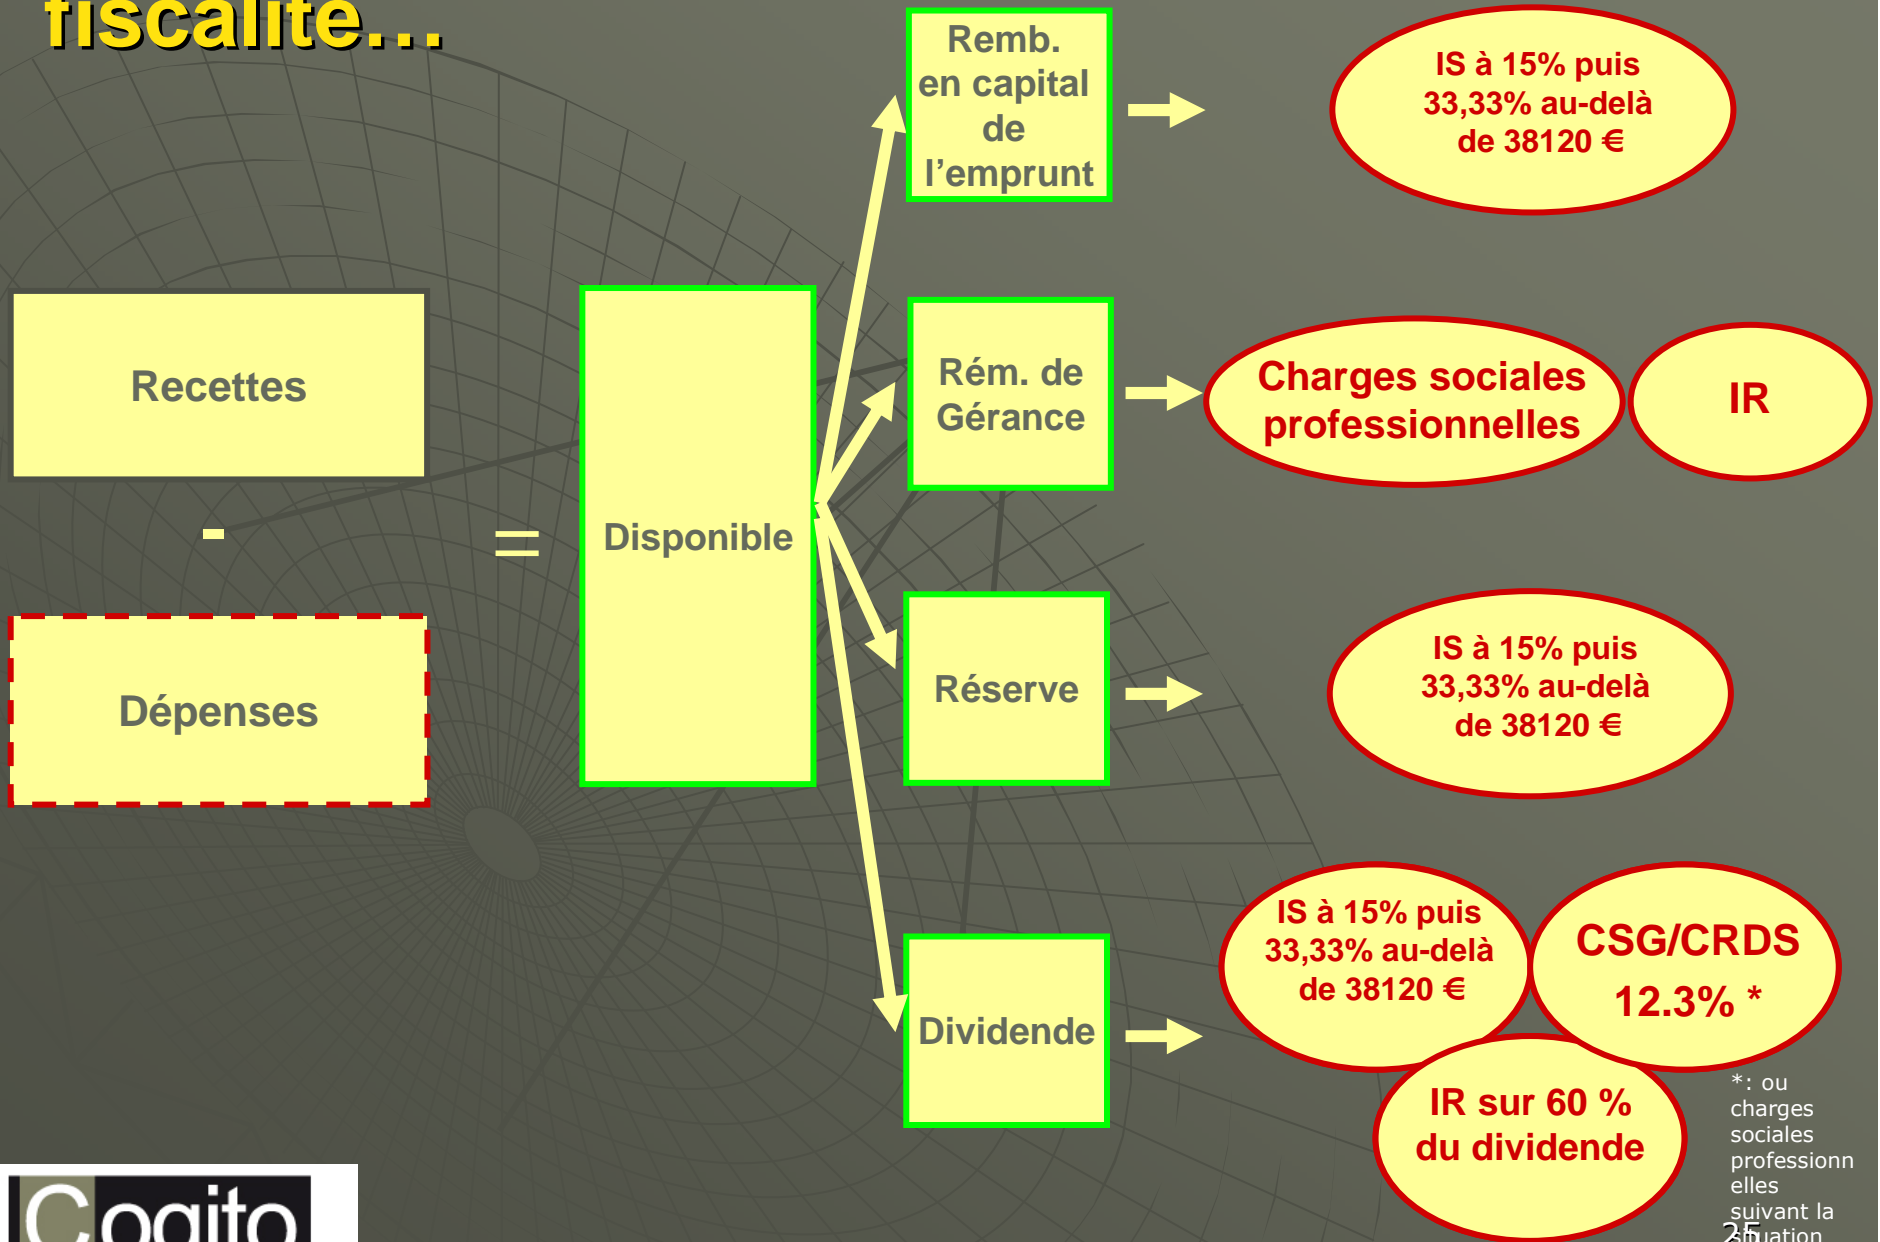 fiscalité...
Remb.
en capital
de
l'emprunt
IS à 15% puis
33,33% au-delà
de 38120 €
Recettes
-
Dépenses
=
Disponible
Rém. de
Gérance
Charges sociales
professionnelles
IR
Réserve
IS à 15% puis
33,33% au-delà
de 38120 €
Dividende
IS à 15% puis
33,33% au-delà
de 38120 €
CSG/CRDS
12.3% *
IR sur 60 %
du dividende
*: ou
charges
sociales
professionn
elles
suivant la
situation
25
Cogito